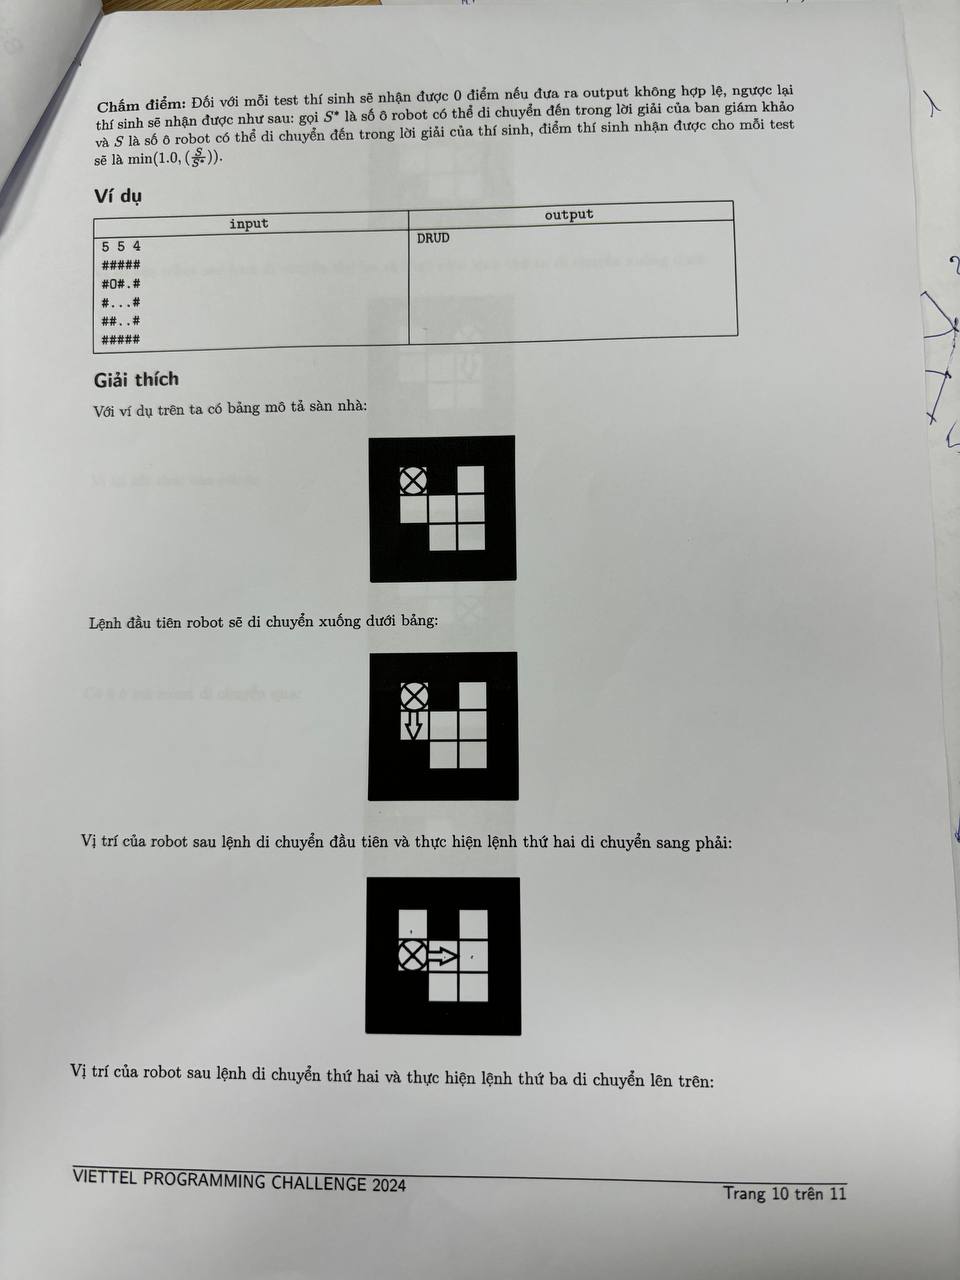 Chấm điểm: Đối với mỗi test thí sinh sẽ nhận được 0 điểm nếu đưa ra output không hợp lệ, ngược lại
thí sinh sẽ nhận được như sau: gọi S* là số ô robot có thể di chuyển đến trong lời giải của ban giám khảo
và S là số ô robot có thể di chuyển đến trong lời giải của thí sinh, điểm thí sinh nhận được cho mỗi test
sẽ là min(1.0, (S/S*)).
Ví dụ
input output
5 5 4 DRUD
#####
#O#.#
#...#
##..#
#####
Giải thích
Với ví dụ trên ta có bảng mô tả sàn nhà:
Lệnh đầu tiên robot sẽ di chuyển xuống dưới bảng:
Vị trí của robot sau lệnh di chuyển đầu tiên và thực hiện lệnh thứ hai di chuyển sang phải:
Vị trí của robot sau lệnh di chuyển thứ hai và thực hiện lệnh thứ ba di chuyển lên trên:
VIETTEL PROGRAMMING CHALLENGE 2024
Trang 10 trên 11